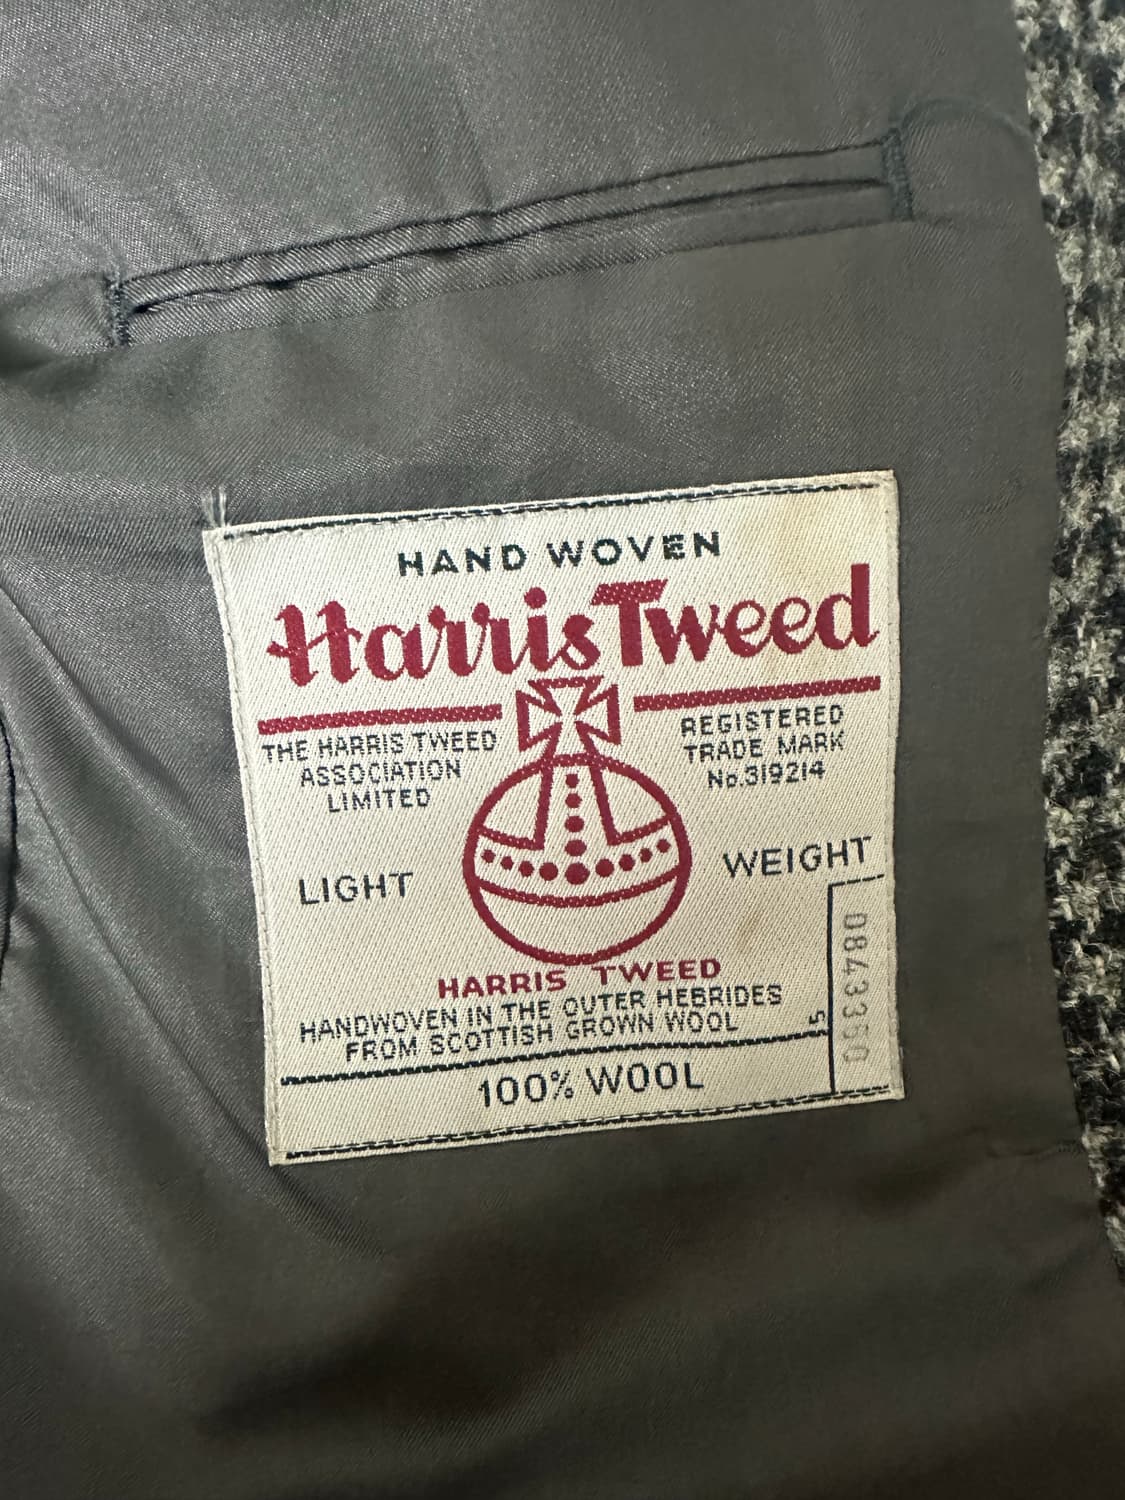 HAND WOVEN
Harris Tweed
THE HARRIS TWEED
ASSOCIATION
LIMITED
REGISTERED
TRADE MARK
No.319214
LIGHT WEIGHT
HARRIS TWEED
HANDWOVEN IN THE OUTER HEBRIDES
FROM SCOTTISH GROWN WOOL
100% WOOL
5